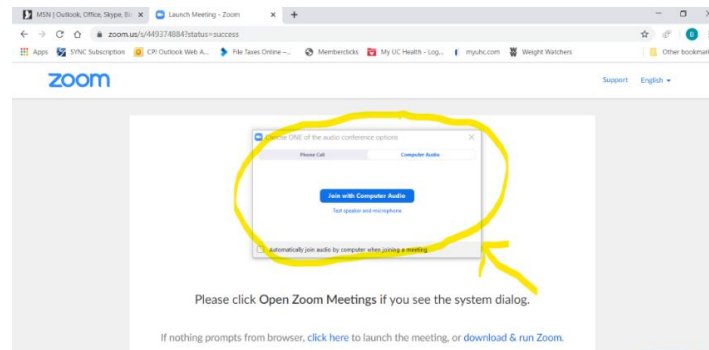 MSN | Outlook, Office, Skype, Bi
Launch Meeting - Zoom
zoom.us/s/449374884?status=success
B
Apps SYNC Subscription CPI Outlook Web A... File Taxes Online –... Memberclicks My UC Health - Log... myuhc.com Weight Watchers Other bookmark
zoom
Support English
Choose ONE of the audio conference options
Phone Call Computer Audio
Join with Computer Audio
Test speaker and microphone
Automatically join audio by computer when joining a meeting
Please click Open Zoom Meetings if you see the system dialog.
If nothing prompts from browser, click here to launch the meeting, or download & run Zoom.